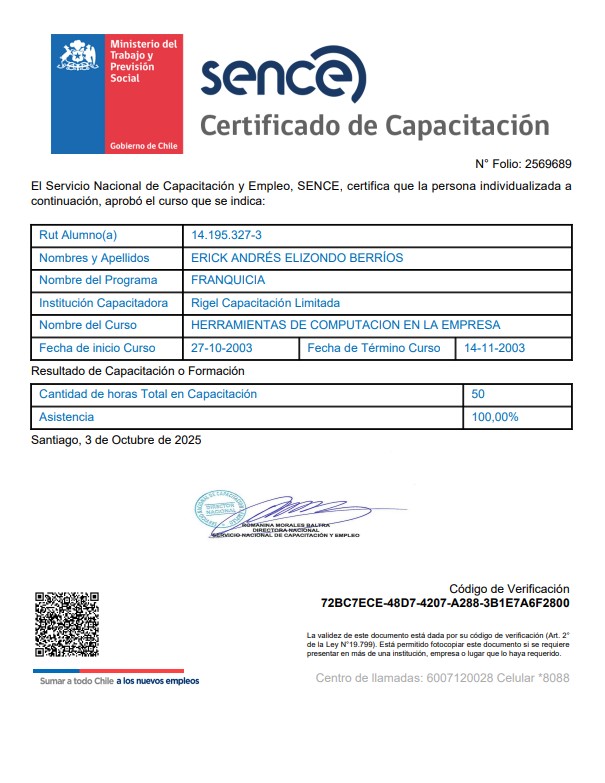 Ministerio del
Trabajo y
Previsión
Social
Gobierno de Chile
sence
Certificado de Capacitación
N° Folio: 2569689
El Servicio Nacional de Capacitación y Empleo, SENCE, certifica que la persona individualizada a
continuación, aprobó el curso que se indica:
Rut Alumno(a) 14.195.327-3
Nombres y Apellidos ERICK ANDRÉS ELIZONDO BERRÍOS
Nombre del Programa FRANQUICIA
Institución Capacitadora Rigel Capacitación Limitada
Nombre del Curso HERRAMIENTAS DE COMPUTACION EN LA EMPRESA
Fecha de inicio Curso 27-10-2003 Fecha de Término Curso 14-11-2003
Resultado de Capacitación o Formación
Cantidad de horas Total en Capacitación 50
Asistencia 100,00%
Santiago, 3 de Octubre de 2025
DIRECTOR
NACIONAL
ROMANINA MORALES BALTRA
DIRECTORA NACIONAL
SERVICIO NACIONAL DE CAPACITACIÓN Y EMPLEO
Código de Verificación
72BC7ECE-48D7-4207-A288-3B1E7A6F2800
La validez de este documento está dada por su código de verificación (Art. 2°
de la Ley N°19.799). Está permitido fotocopiar este documento si se requiere
presentar en más de una institución, empresa o lugar que lo haya requerido.
Sumar a todo Chile a los nuevos empleos
Centro de llamadas: 6007120028 Celular *8088